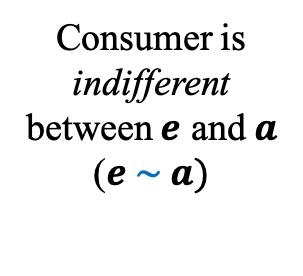 Consumer is
indifferent
between e and a
(e ~ a)